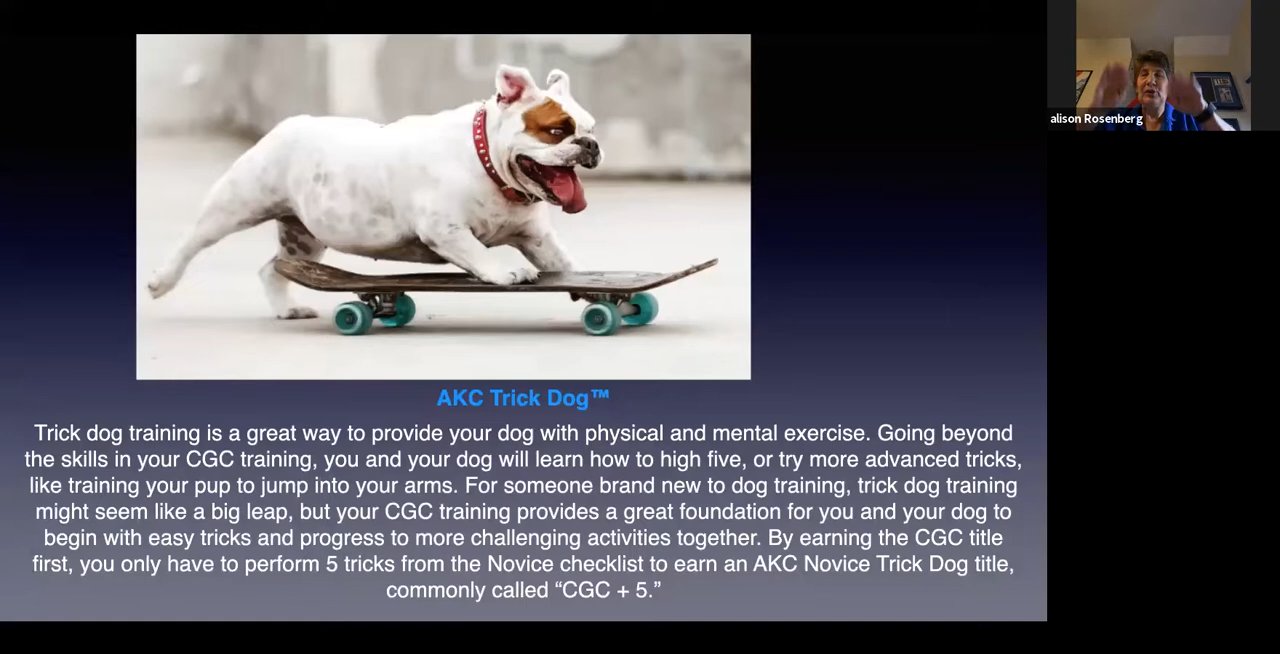 alison Rosenberg
AKC Trick Dog™
Trick dog training is a great way to provide your dog with physical and mental exercise. Going beyond
the skills in your CGC training, you and your dog will learn how to high five, or try more advanced tricks,
like training your pup to jump into your arms. For someone brand new to dog training, trick dog training
might seem like a big leap, but your CGC training provides a great foundation for you and your dog to
begin with easy tricks and progress to more challenging activities together. By earning the CGC title
first, you only have to perform 5 tricks from the Novice checklist to earn an AKC Novice Trick Dog title,
commonly called “CGC + 5.”